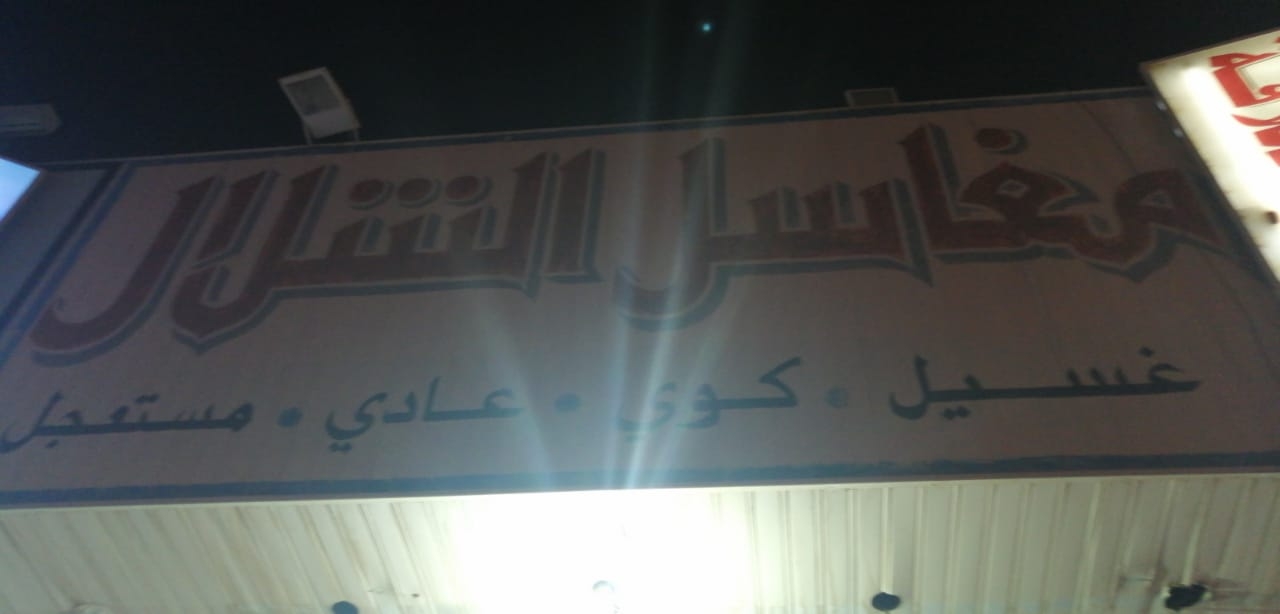 مغاسل الشلال
غسيل • كوي • عادي • مستعجل